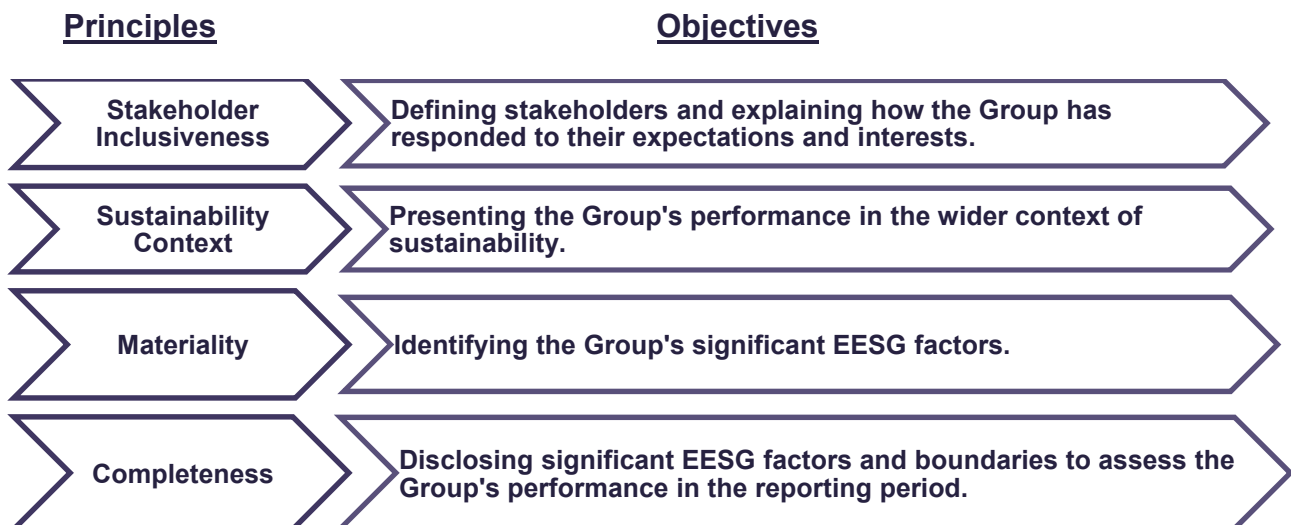 Principles
Objectives
Stakeholder
Inclusiveness
Defining stakeholders and explaining how the Group has
responded to their expectations and interests.
Sustainability
Context
Presenting the Group's performance in the wider context of
sustainability.
Materiality
Identifying the Group's significant EESG factors.
Completeness
Disclosing significant EESG factors and boundaries to assess the
Group's performance in the reporting period.